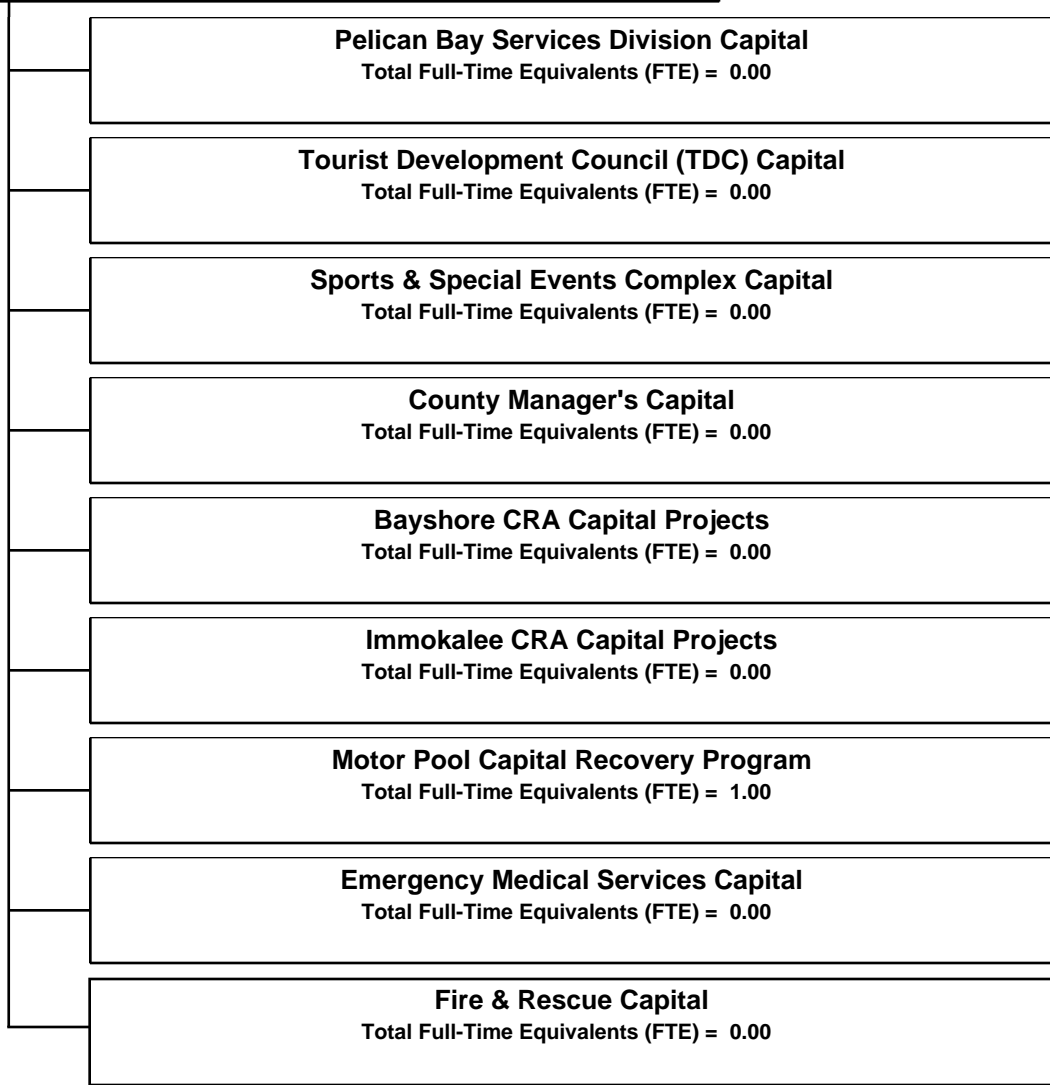 Pelican Bay Services Division Capital
Total Full-Time Equivalents (FTE) = 0.00
Tourist Development Council (TDC) Capital
Total Full-Time Equivalents (FTE) = 0.00
Sports & Special Events Complex Capital
Total Full-Time Equivalents (FTE) = 0.00
County Manager's Capital
Total Full-Time Equivalents (FTE) = 0.00
Bayshore CRA Capital Projects
Total Full-Time Equivalents (FTE) = 0.00
Immokalee CRA Capital Projects
Total Full-Time Equivalents (FTE) = 0.00
Motor Pool Capital Recovery Program
Total Full-Time Equivalents (FTE) = 1.00
Emergency Medical Services Capital
Total Full-Time Equivalents (FTE) = 0.00
Fire & Rescue Capital
Total Full-Time Equivalents (FTE) = 0.00